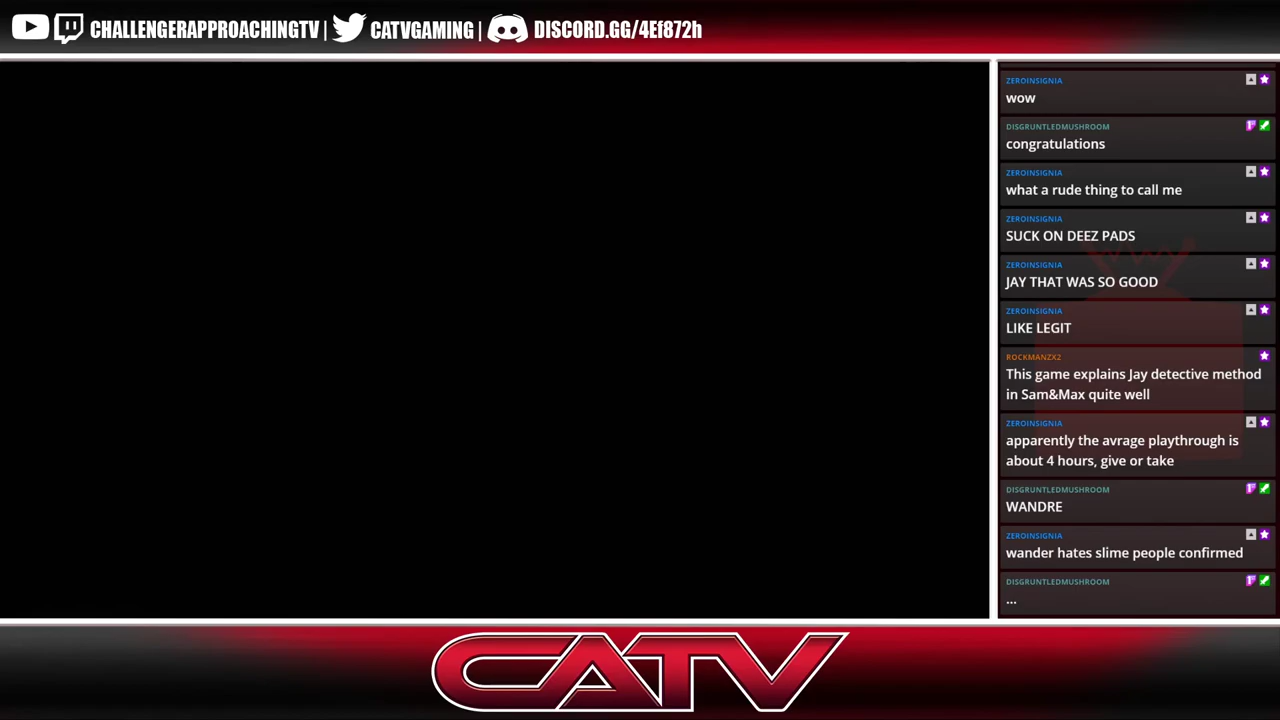 CHALLENGERAPPROACHINGTV | CATVGAMING | DISCORD.GG/4Ef872h
ZEROINSIGNIA
wow
DISGRUNTLEDMUSHROOM
congratulations
ZEROINSIGNIA
what a rude thing to call me
ZEROINSIGNIA
SUCK ON DEEZ PADS
ZEROINSIGNIA
JAY THAT WAS SO GOOD
ZEROINSIGNIA
LIKE LEGIT
ROCKMANZX2
This game explains Jay detective method
in Sam&Max quite well
ZEROINSIGNIA
apparently the avrage playthrough is
about 4 hours, give or take
DISGRUNTLEDMUSHROOM
WANDRE
ZEROINSIGNIA
wander hates slime people confirmed
DISGRUNTLEDMUSHROOM
...
CATV